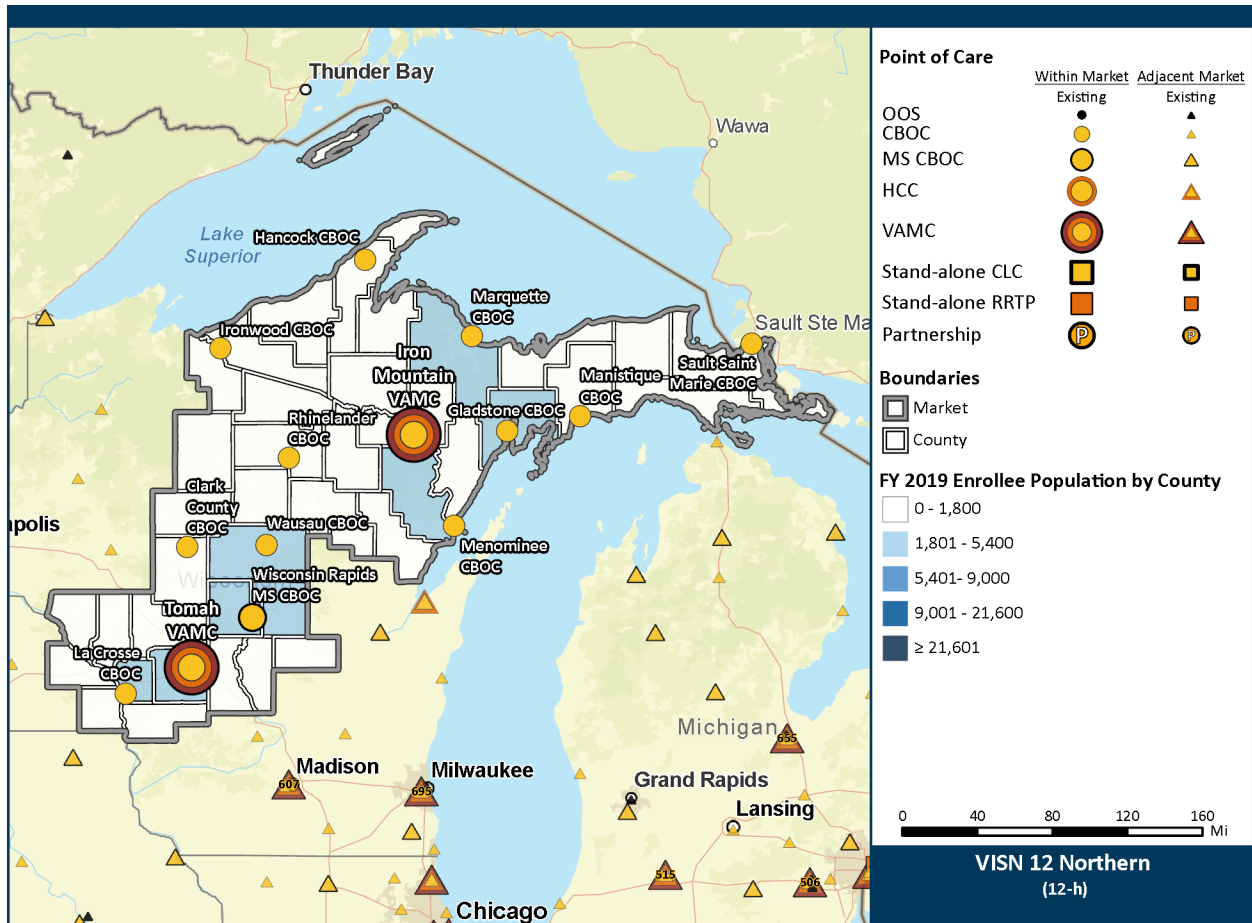 Thunder Bay
Wawa
Lake
Superior
Hancock CBOC
Marquette
CBOC
Ironwood CBOC
Sault Ste Ma
Iron
Mountain
VAMC
Sault Saint
Marie CBOC
Manistique
CBOC
Gladstone CBOC
Rhinelander
CBOC
Clark
County
CBOC
Wausau CBOC
apolis
Menominee
CBOC
Wisconsin Rapids
MS CBOC
Tomah
VAMC
La Crosse
CBOC
Michigan
655
Madison
607
Milwaukee
695
Grand Rapids
Lansing
515
506
Chicago
Point of Care
Within Market
Adjacent Market
Existing
Existing
OOS
CBOC
MS CBOC
HCC
VAMC
Stand-alone CLC
Stand-alone RRTP
Partnership
P
P
Boundaries
Market
County
FY 2019 Enrollee Population by County
0 - 1,800
1,801 - 5,400
5,401- 9,000
9,001 - 21,600
≥ 21,601
0 40 80 120 160
Mi
VISN 12 Northern
(12-h)